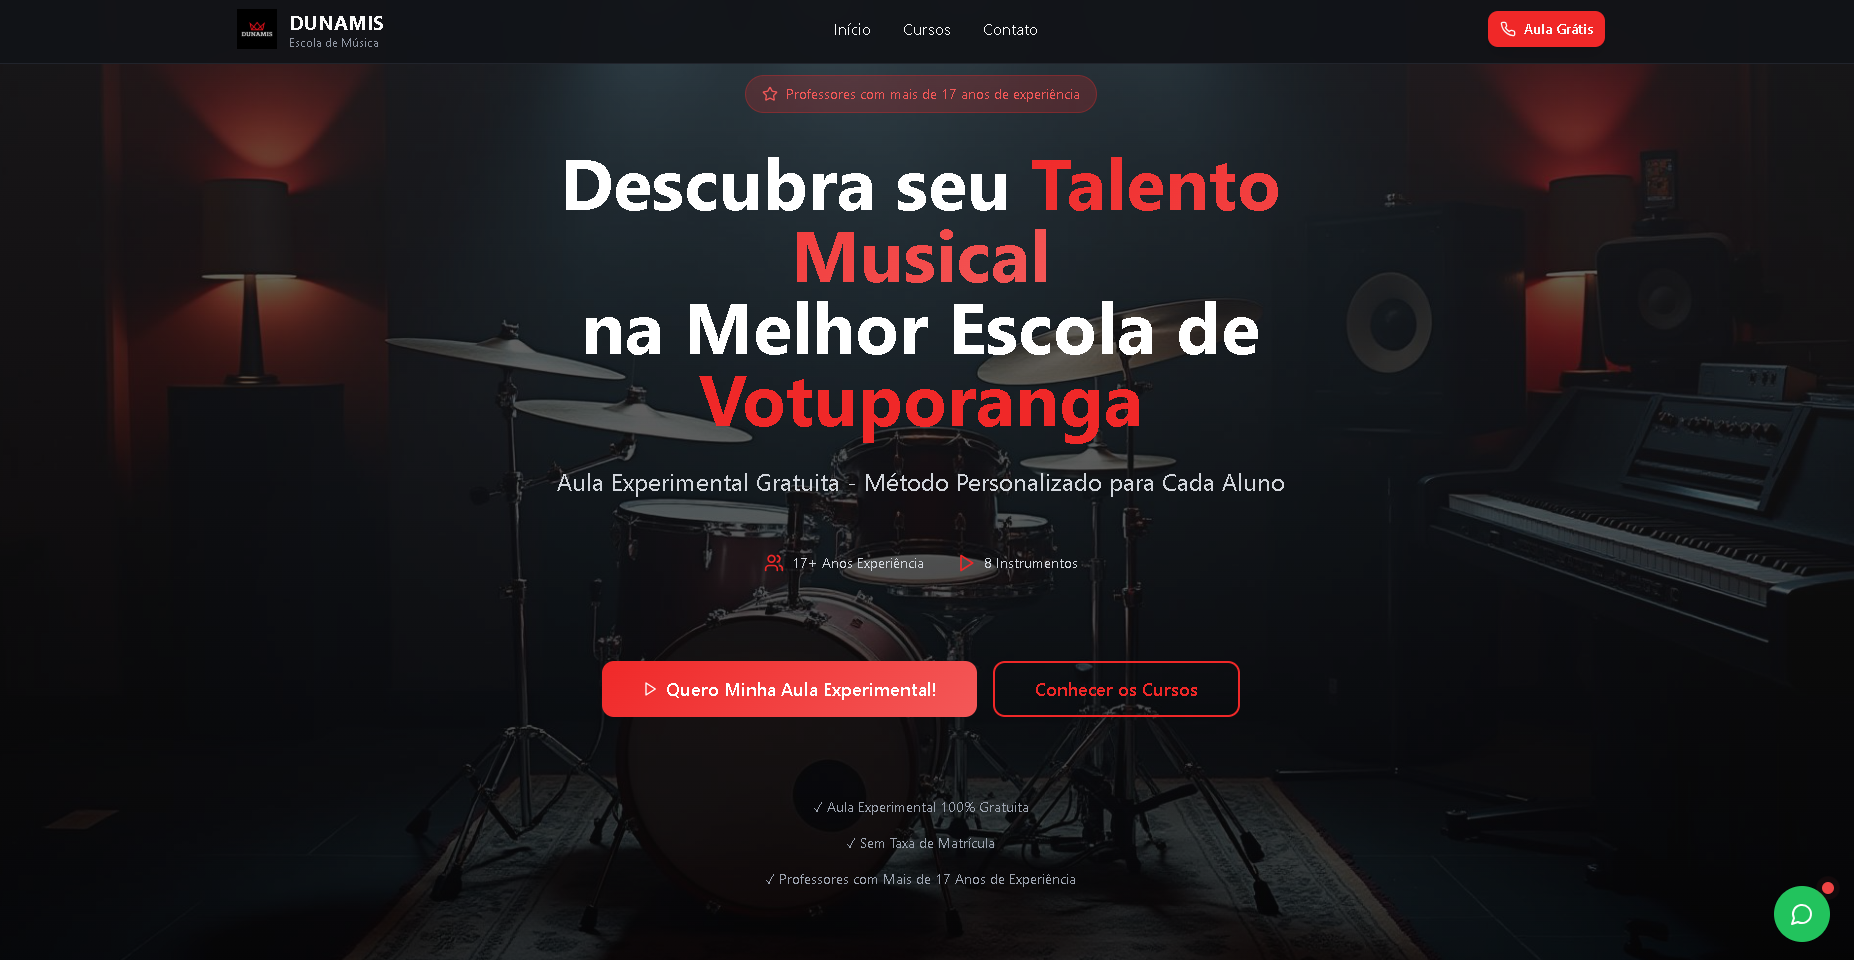 DUNAMIS
DUNAMIS
Escola de Música
Início
Cursos
Contato
Aula Grátis
Professores com mais de 17 anos de experiência
Descubra seu Talento
Musical
na Melhor Escola de
Votuporanga
Aula Experimental Gratuita - Método Personalizado para Cada Aluno
17+ Anos Experiência
8 Instrumentos
Quero Minha Aula Experimental!
Conhecer os Cursos
✓ Aula Experimental 100% Gratuita
✓ Sem Taxa de Matrícula
✓ Professores com Mais de 17 Anos de Experiência